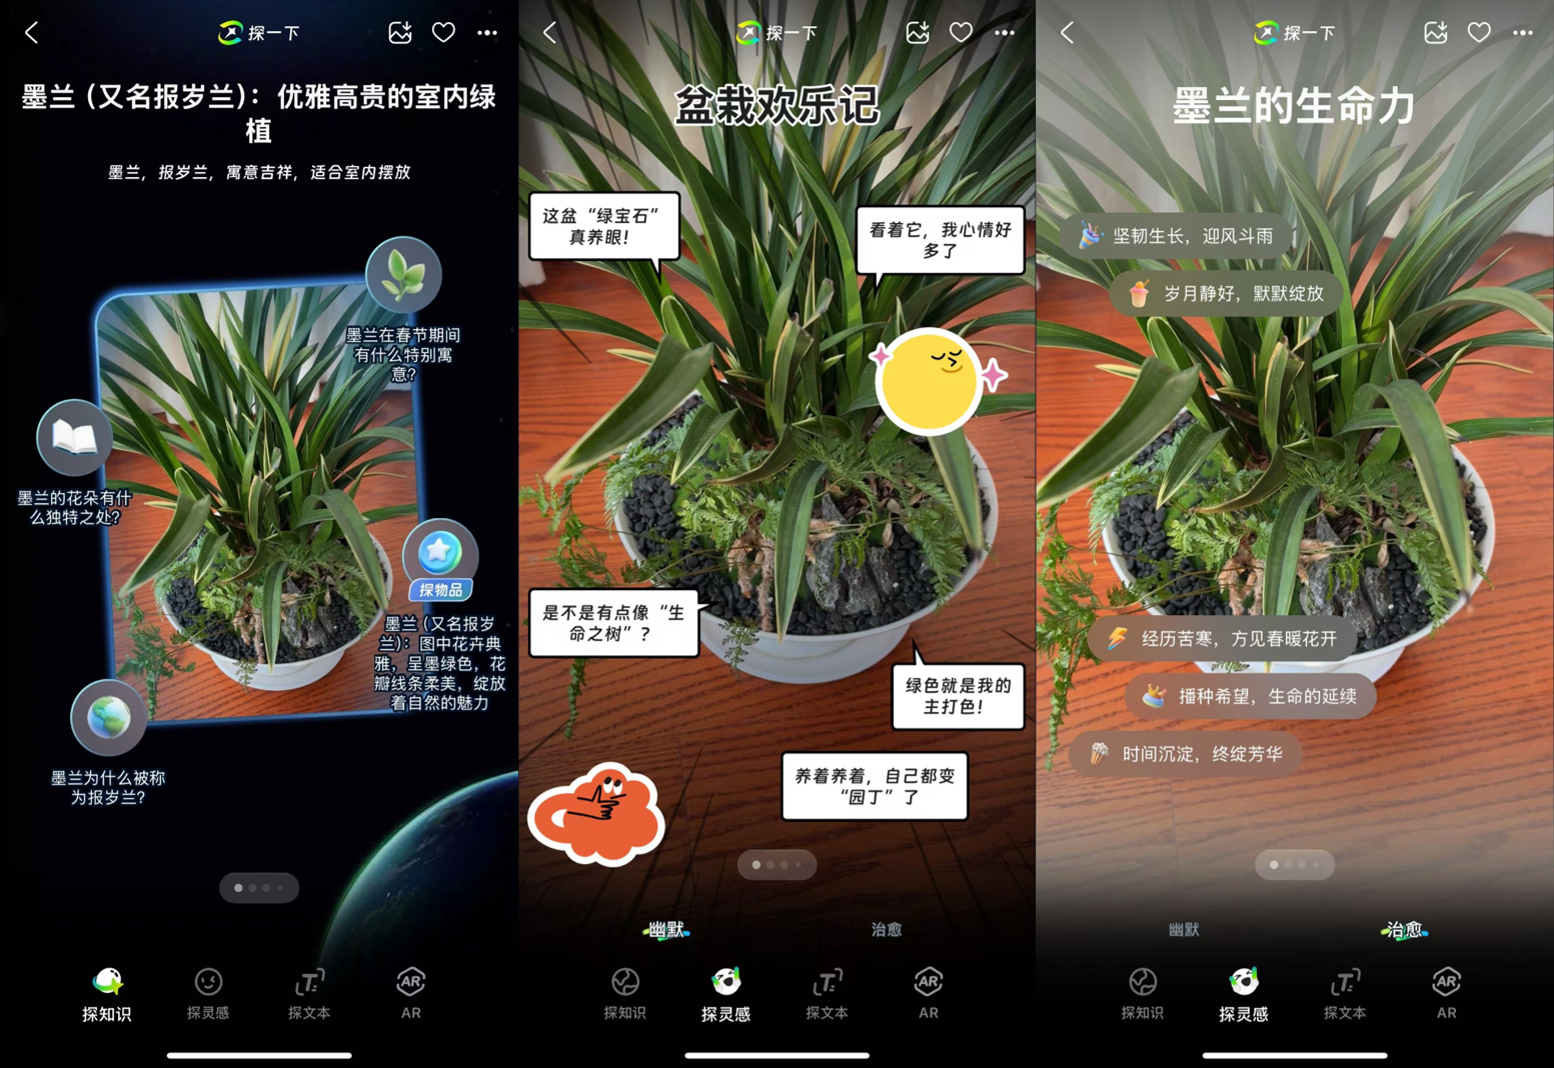 探一下
墨兰（又名报岁兰）：优雅高贵的室内绿
植
墨兰，报岁兰，寓意吉祥，适合室内摆放
墨兰在春节期间
有什么特别寓
意？
墨兰的花朵有什
么独特之处？
探物品
墨兰（又名报岁
兰）：图中花卉典
雅，呈墨绿色，花
瓣线条柔美，绽放
着自然的魅力
墨兰为什么被称
为报岁兰？
探知识
探灵感
探文本
AR
AR
探一下
盆栽欢乐记
这盆“绿宝石”
真养眼！
看着它，我心情好
多了
是不是有点像“生
命之树”？
绿色就是我的
主打色！
养着养着，自己都变
“园丁”了
幽默
治愈
探知识
探灵感
探文本
AR
AR
探一下
墨兰的生命力
坚韧生长，迎风斗雨
岁月静好，默默绽放
经历苦寒，方见春暖花开
播种希望，生命的延续
时间沉淀，终绽芳华
幽默
治愈
探知识
探灵感
探文本
AR
AR